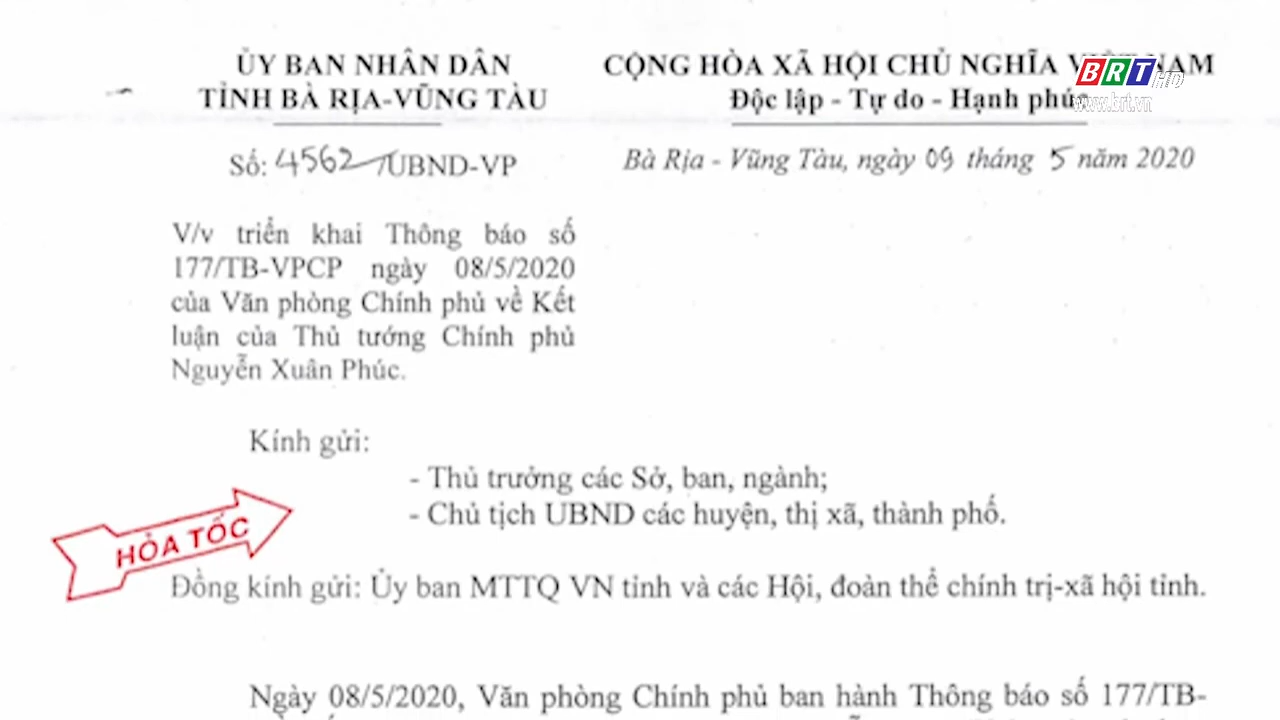 ỦY BAN NHÂN DÂN
TỈNH BÀ RỊA-VŨNG TÀU
CỘNG HÒA XÃ HỘI CHỦ NGHĨA VIỆT NAM
Độc lập - Tự do - Hạnh phúc
BRT HD
www.brt.vn
Số: 4562/UBND-VP
Bà Rịa - Vũng Tàu, ngày 09 tháng 5 năm 2020
V/v triển khai Thông báo số
177/TB-VPCP ngày 08/5/2020
của Văn phòng Chính phủ về Kết
luận của Thủ tướng Chính phủ
Nguyễn Xuân Phúc.
Kính gửi:
- Thủ trưởng các Sở, ban, ngành;
- Chủ tịch UBND các huyện, thị xã, thành phố.
HỎA TỐC
Đồng kính gửi: Ủy ban MTTQ VN tỉnh và các Hội, đoàn thể chính trị-xã hội tỉnh.
Ngày 08/5/2020, Văn phòng Chính phủ ban hành Thông báo số 177/TB-